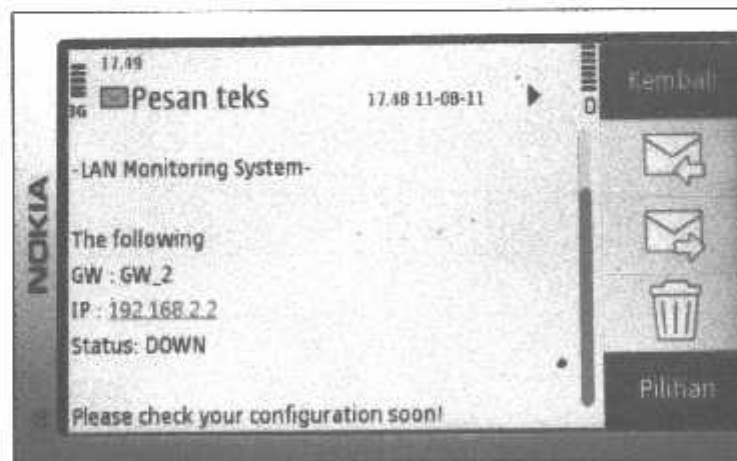 17.49
3G
Pesan teks
17.48 11-08-11
Kembali
-LAN Monitoring System-
NOKIA
The following
GW : GW_2
IP : 192.168.2.2
Status: DOWN
Please check your configuration soon!
Pilihan